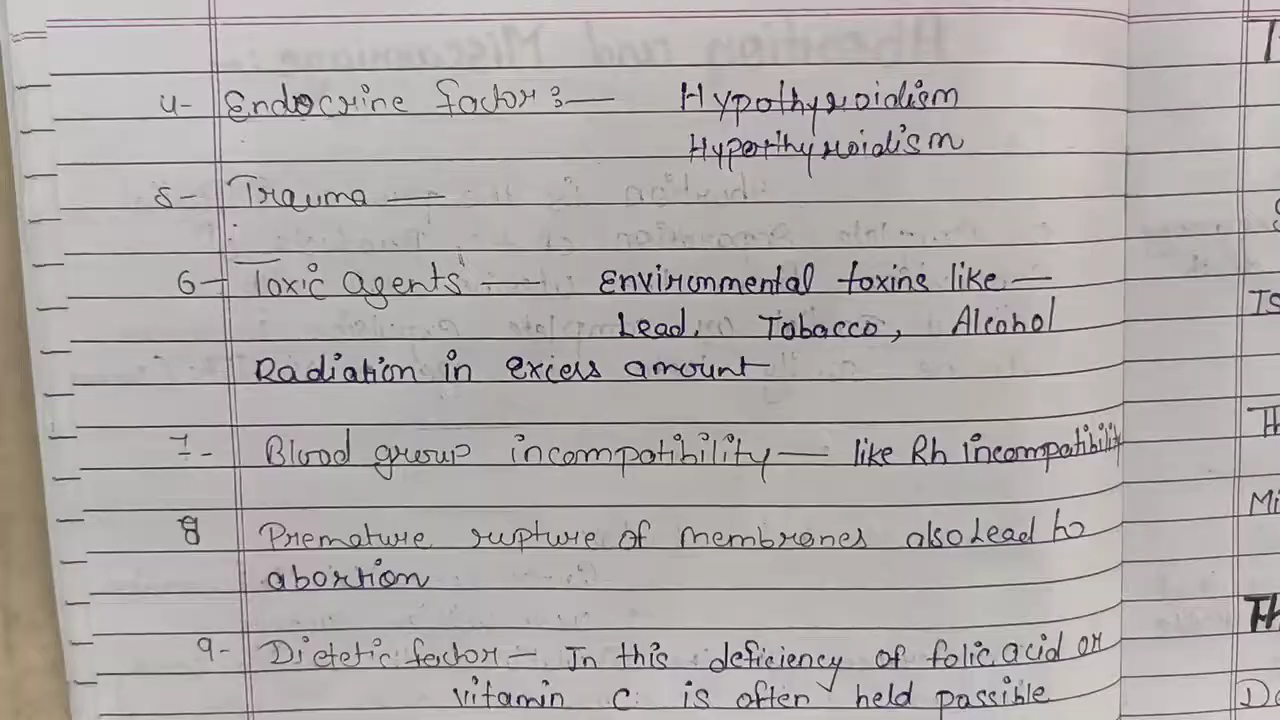 4- Endocrine factor :- Hypothyroidism
Hyperthyroidism
5- Trauma —
6- Toxic agents — Environmental toxins like —
Lead, Tobacco, Alcohol
Radiation in excess amount
7- Blood group incompatibility — like Rh incompatibility
8 Premature rupture of membranes also Lead to
abortion
9- Dietetic factor — In this deficiency of folic acid or
vitamin C is often held possible